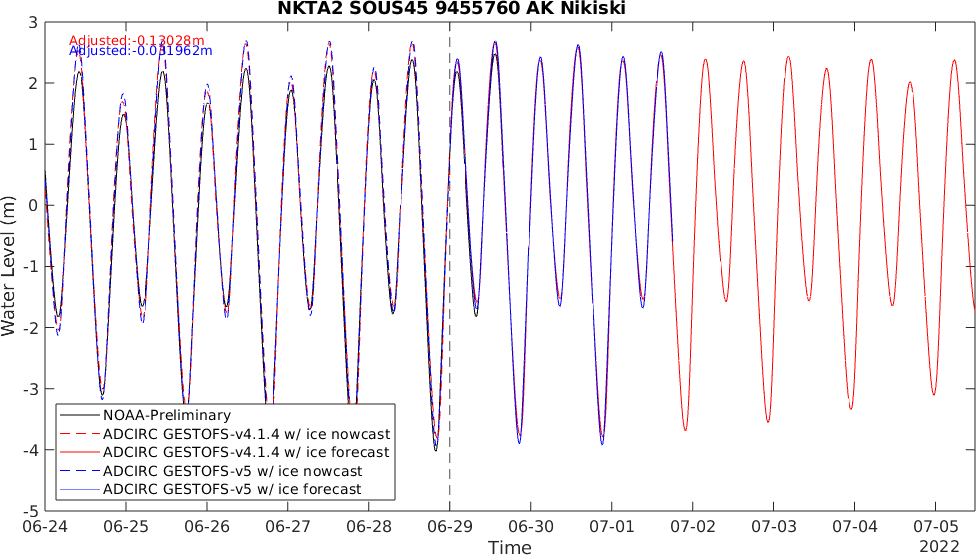 NKTA2 SOUS45 9455760 AK Nikiski
Adjusted:-0.13028m
Adjusted:-0.031962m
3
2
1
0
-1
-2
-3
-4
-5
Water Level (m)
NOAA-Preliminary
ADCIRC GESTOFS-v4.1.4 w/ ice nowcast
ADCIRC GESTOFS-v4.1.4 w/ ice forecast
ADCIRC GESTOFS-v5 w/ ice nowcast
ADCIRC GESTOFS-v5 w/ ice forecast
06-24 06-25 06-26 06-27 06-28 06-29 06-30 07-01 07-02 07-03 07-04 07-05
Time
2022